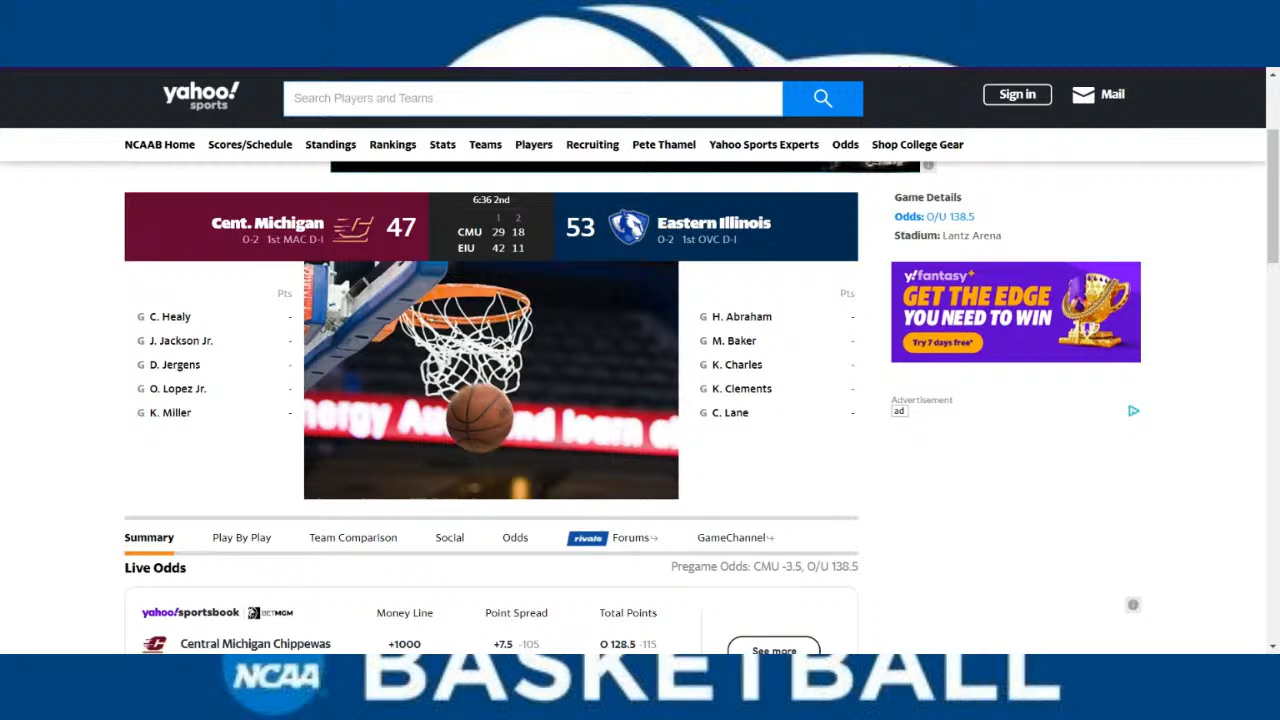 yahoo!
sports
Search Players and Teams
Sign in
Mail
NCAAB Home Scores/Schedule Standings Rankings Stats Teams Players Recruiting Pete Thamel Yahoo Sports Experts Odds Shop College Gear
Cent. Michigan
0-2 1st MAC D-I
47
6:36 2nd
1 2
CMU 29 18
EIU 42 11
53
Eastern Illinois
0-2 1st OVC D-I
Game Details
Odds: O/U 138.5
Stadium: Lantz Arena
Pts
G C. Healy -
G J. Jackson Jr. -
G D. Jergens -
G O. Lopez Jr. -
G K. Miller -
Pts
G H. Abraham -
G M. Baker -
G K. Charles -
G K. Clements -
G C. Lane -
y!fantasy+
GET THE EDGE
YOU NEED TO WIN
Try 7 days free*
Advertisement
ad
Summary Play By Play Team Comparison Social Odds rivals Forums GameChannel
Live Odds
Pregame Odds: CMU -3.5, O/U 138.5
yahoo!sportsbook BETMGM Money Line Point Spread Total Points
Central Michigan Chippewas +1000 +7.5 -105 O 128.5 -115
See more
NCAA BASKETBALL